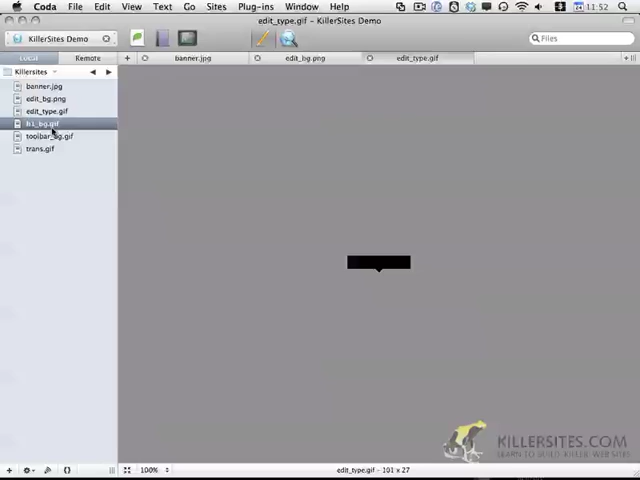 Coda File Edit View Text Go Sites Plug-ins Window Help 11:52
edit_type.gif – KillerSites Demo
KillerSites Demo
Files
Local Remote
banner.jpg edit_bg.png edit_type.gif
Killersites
banner.jpg
edit_bg.png
edit_type.gif
h1_bg.gif
toolbar_bg.gif
trans.gif
KILLERSITES.COM
LEARN TO BUILD KILLER WEB SITES
100%
edit_type.gif - 101 x 27